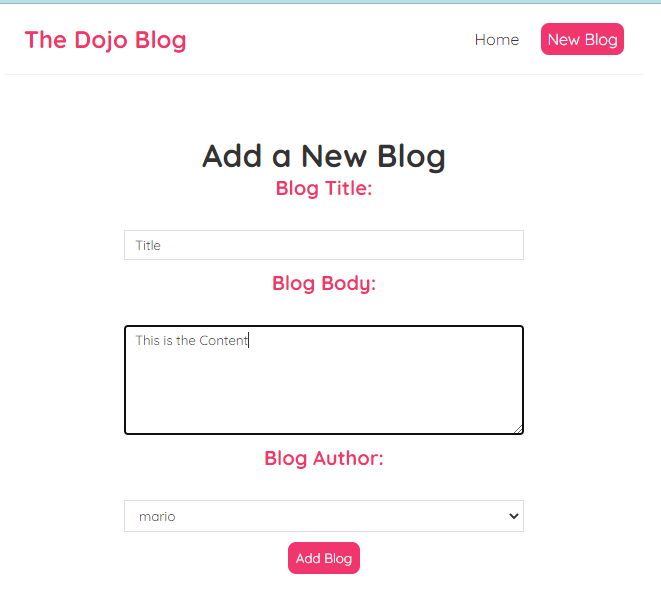 The Dojo Blog
Home
New Blog
Add a New Blog
Blog Title:
Title
Blog Body:
This is the Content
Blog Author:
mario
Add Blog